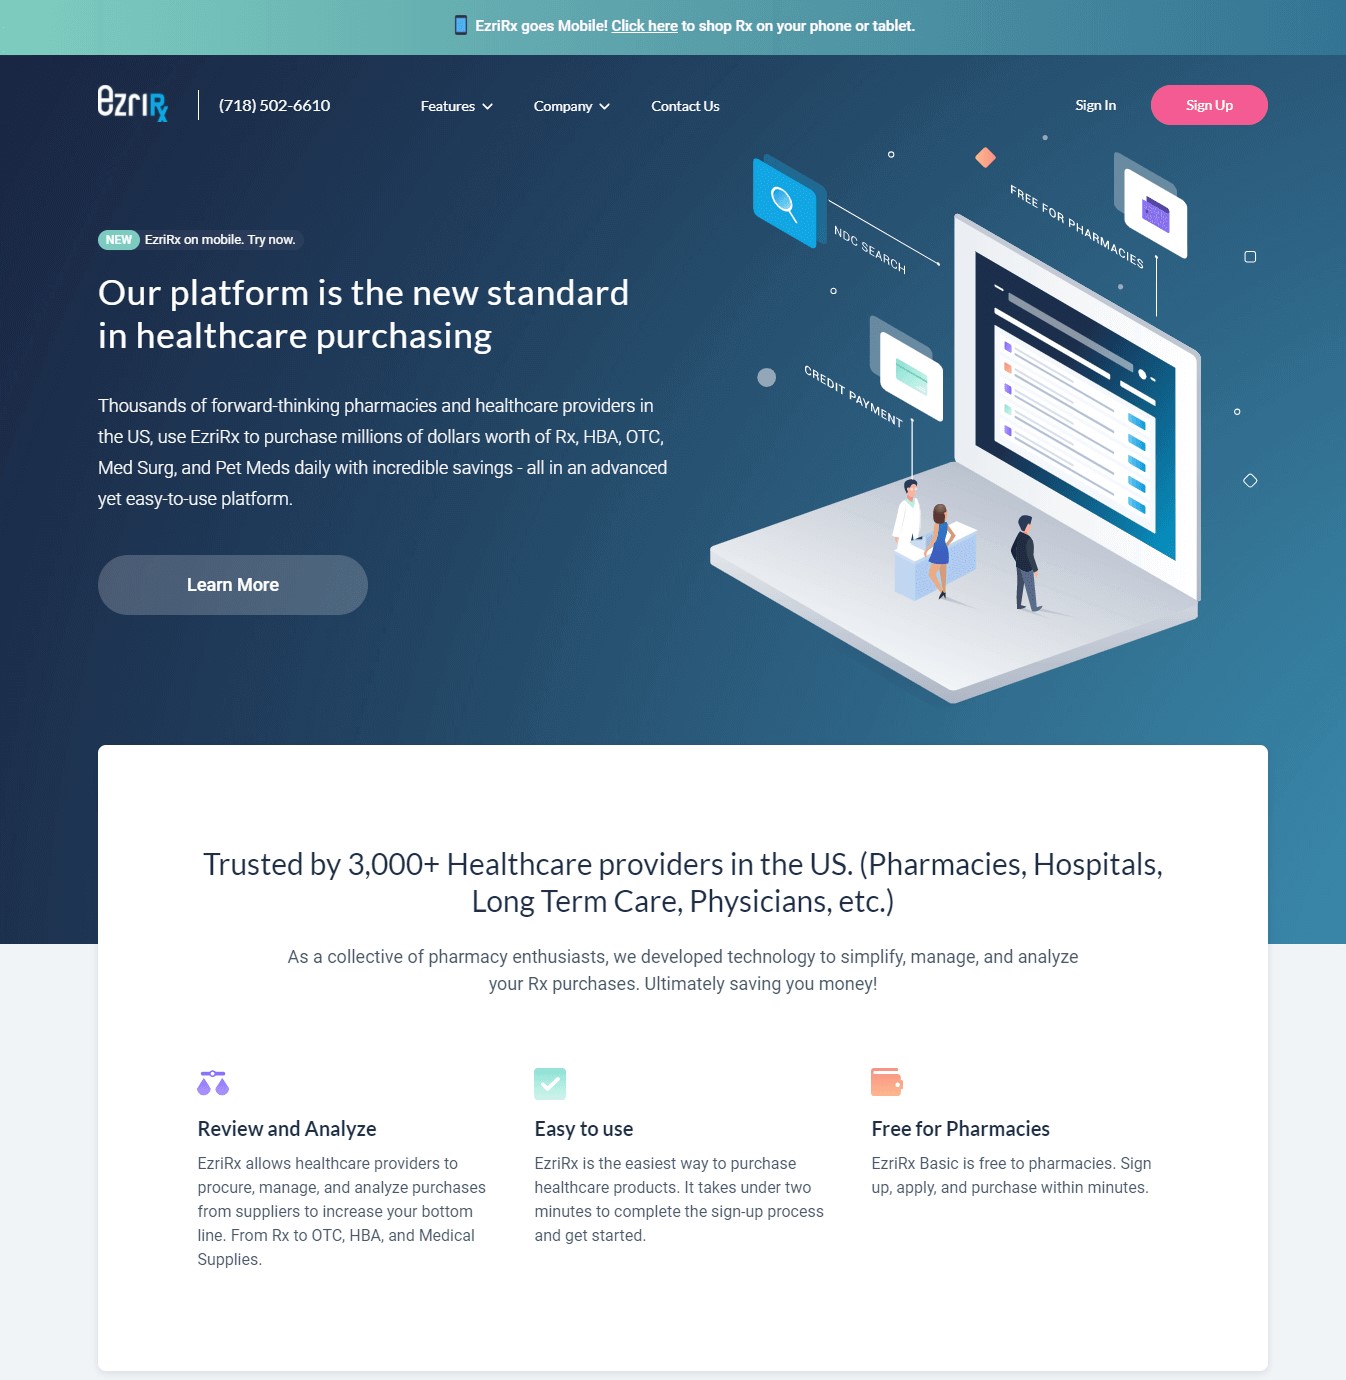 EzriRx goes Mobile! Click here to shop Rx on your phone or tablet.
EzriRx
(718) 502-6610
Features
Company
Contact Us
Sign In
Sign Up
NEW EzriRx on mobile. Try now.
Our platform is the new standard
in healthcare purchasing
Thousands of forward-thinking pharmacies and healthcare providers in
the US, use EzriRx to purchase millions of dollars worth of Rx, HBA, OTC,
Med Surg, and Pet Meds daily with incredible savings - all in an advanced
yet easy-to-use platform.
Learn More
NDC SEARCH
FREE FOR PHARMACIES
CREDIT PAYMENT
Trusted by 3,000+ Healthcare providers in the US. (Pharmacies, Hospitals,
Long Term Care, Physicians, etc.)
As a collective of pharmacy enthusiasts, we developed technology to simplify, manage, and analyze
your Rx purchases. Ultimately saving you money!
Review and Analyze
EzriRx allows healthcare providers to
procure, manage, and analyze purchases
from suppliers to increase your bottom
line. From Rx to OTC, HBA, and Medical
Supplies.
Easy to use
EzriRx is the easiest way to purchase
healthcare products. It takes under two
minutes to complete the sign-up process
and get started.
Free for Pharmacies
EzriRx Basic is free to pharmacies. Sign
up, apply, and purchase within minutes.